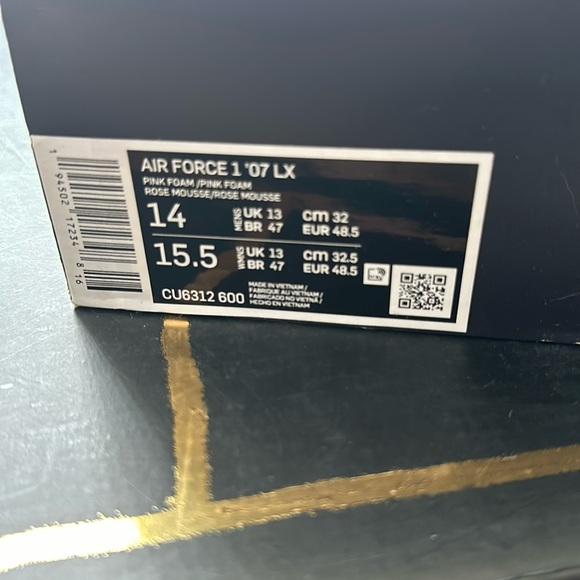 AIR FORCE 1 '07 LX
PINK FOAM /PINK FOAM
ROSE MOUSSE/ROSE MOUSSE
14 MENS UK 13 cm 32
BR 47 EUR 48.5
15.5 WMNS UK 13 cm 32.5
BR 47 EUR 48.5
CU6312 600
MADE IN VIETNAM /
FABRIQUÉ AU VIETNAM /
FABRICADO NO VIETNÃ /
HECHO EN VIETNAM
1 94502 17234 8 16